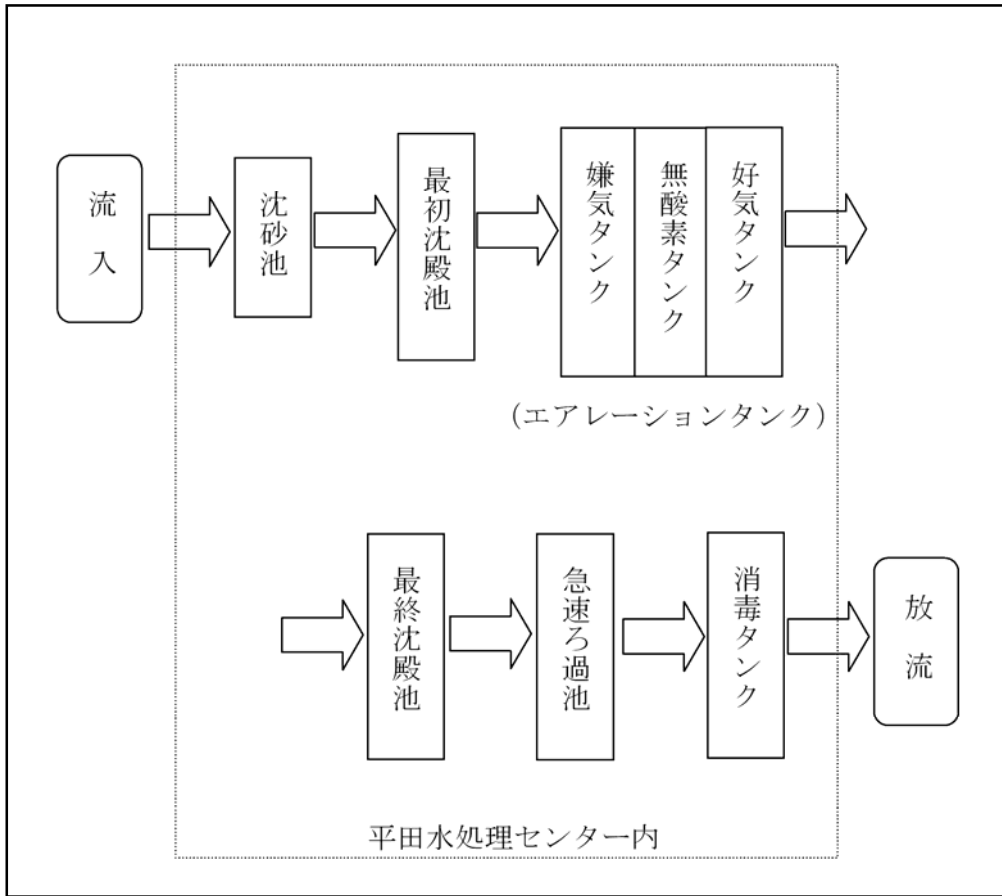 流入
沈砂池
最初沈殿池
嫌気タンク
無酸素タンク
好気タンク
(エアレーションタンク)
最終沈殿池
急速ろ過池
消毒タンク
放流
平田水処理センター内